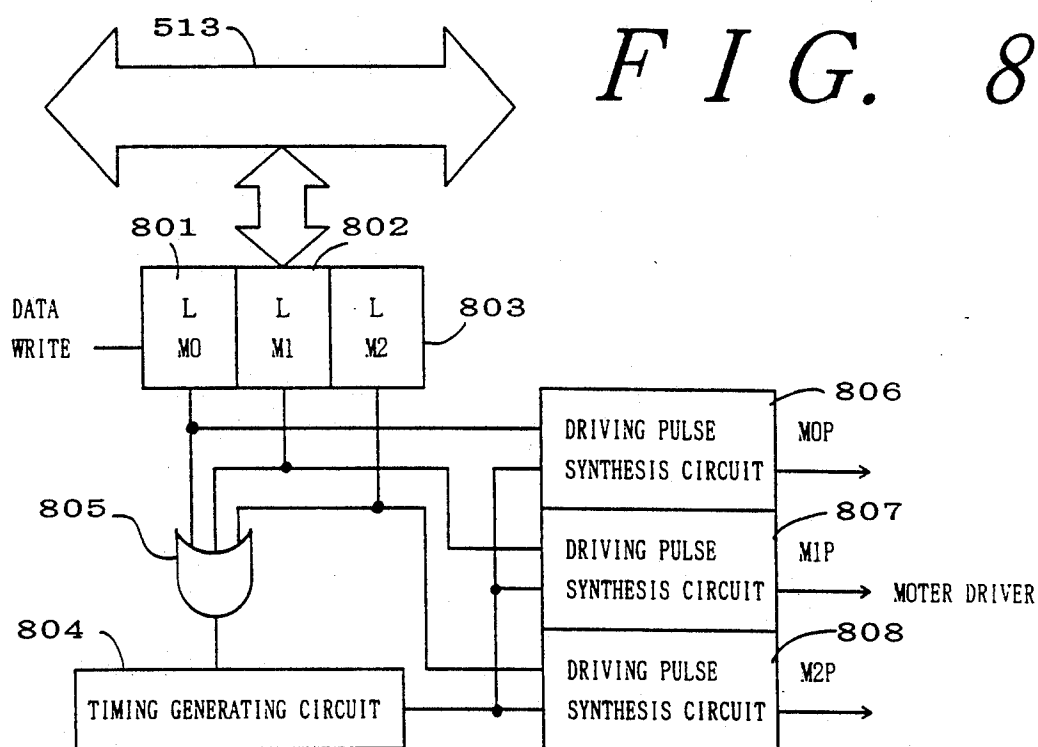 513
FIG. 8
801
802
DATA
WRITE
L
M0
L
M1
L
M2
803
806
DRIVING PULSE
SYNTHESIS CIRCUIT
M0P
805
807
DRIVING PULSE
SYNTHESIS CIRCUIT
M1P
MOTER DRIVER
804
808
DRIVING PULSE
SYNTHESIS CIRCUIT
M2P
TIMING GENERATING CIRCUIT